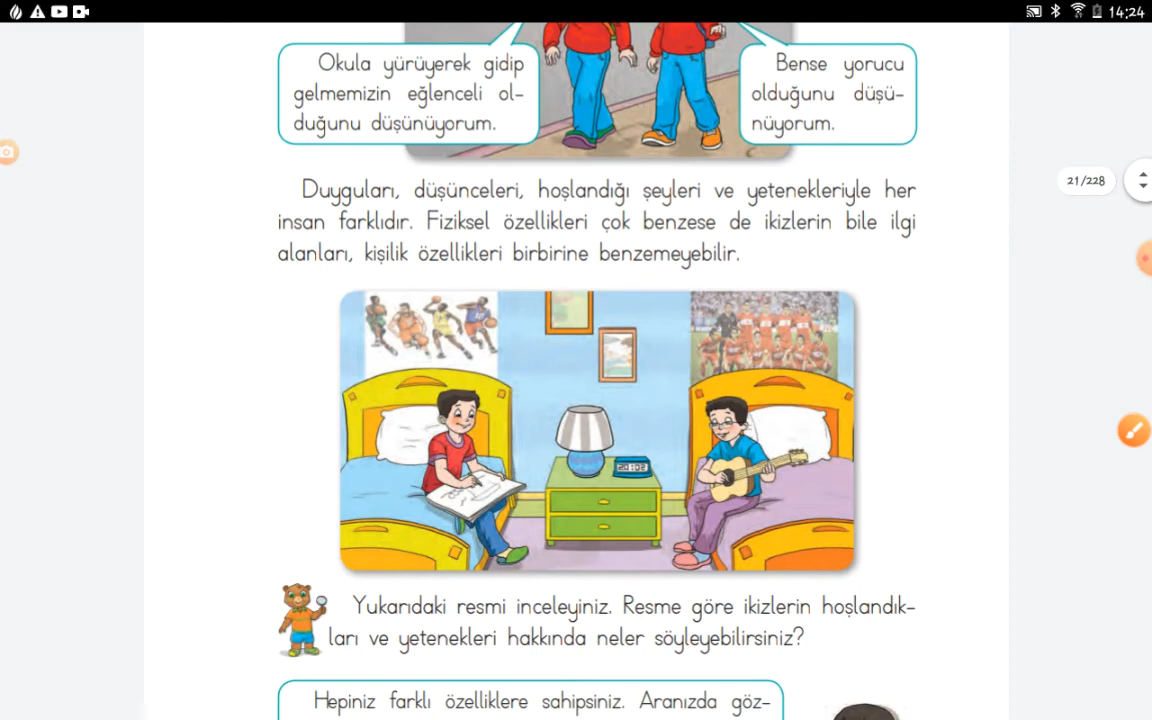 14:24
Okula yürüyerek gidip
gelmemizin eğlenceli ol-
duğunu düşünüyorum.
Bense yorucu
olduğunu düşü-
nüyorum.
21/228
Duyguları, düşünceleri, hoşlandığı şeyleri ve yetenekleriyle her
insan farklıdır. Fiziksel özellikleri çok benzese de ikizlerin bile ilgi
alanları, kişilik özellikleri birbirine benzemeyebilir.
20:02
Yukarıdaki resmi inceleyiniz. Resme göre ikizlerin hoşlandık-
ları ve yetenekleri hakkında neler söyleyebilirsiniz?
Hepiniz farklı özelliklere sahipsiniz. Aranızda göz-